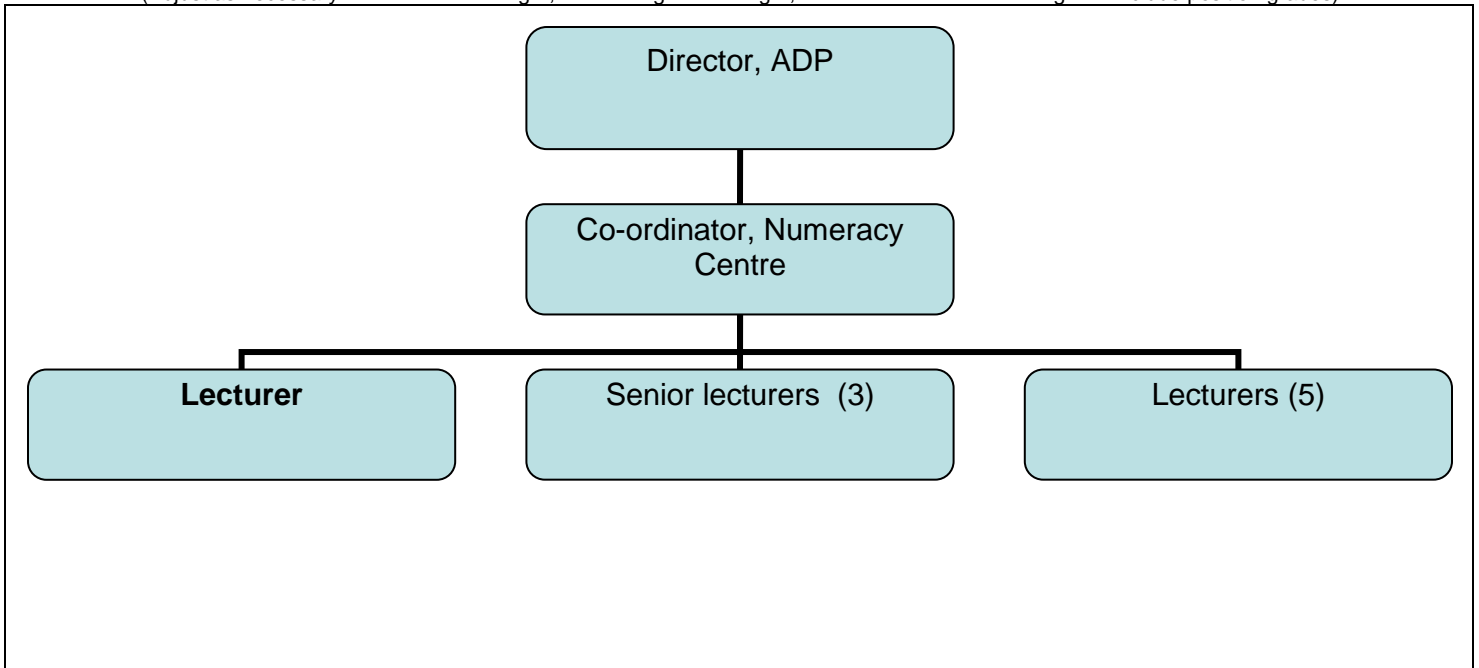 Director, ADP
Co-ordinator, Numeracy
Centre
Lecturer
Senior lecturers (3)
Lecturers (5)